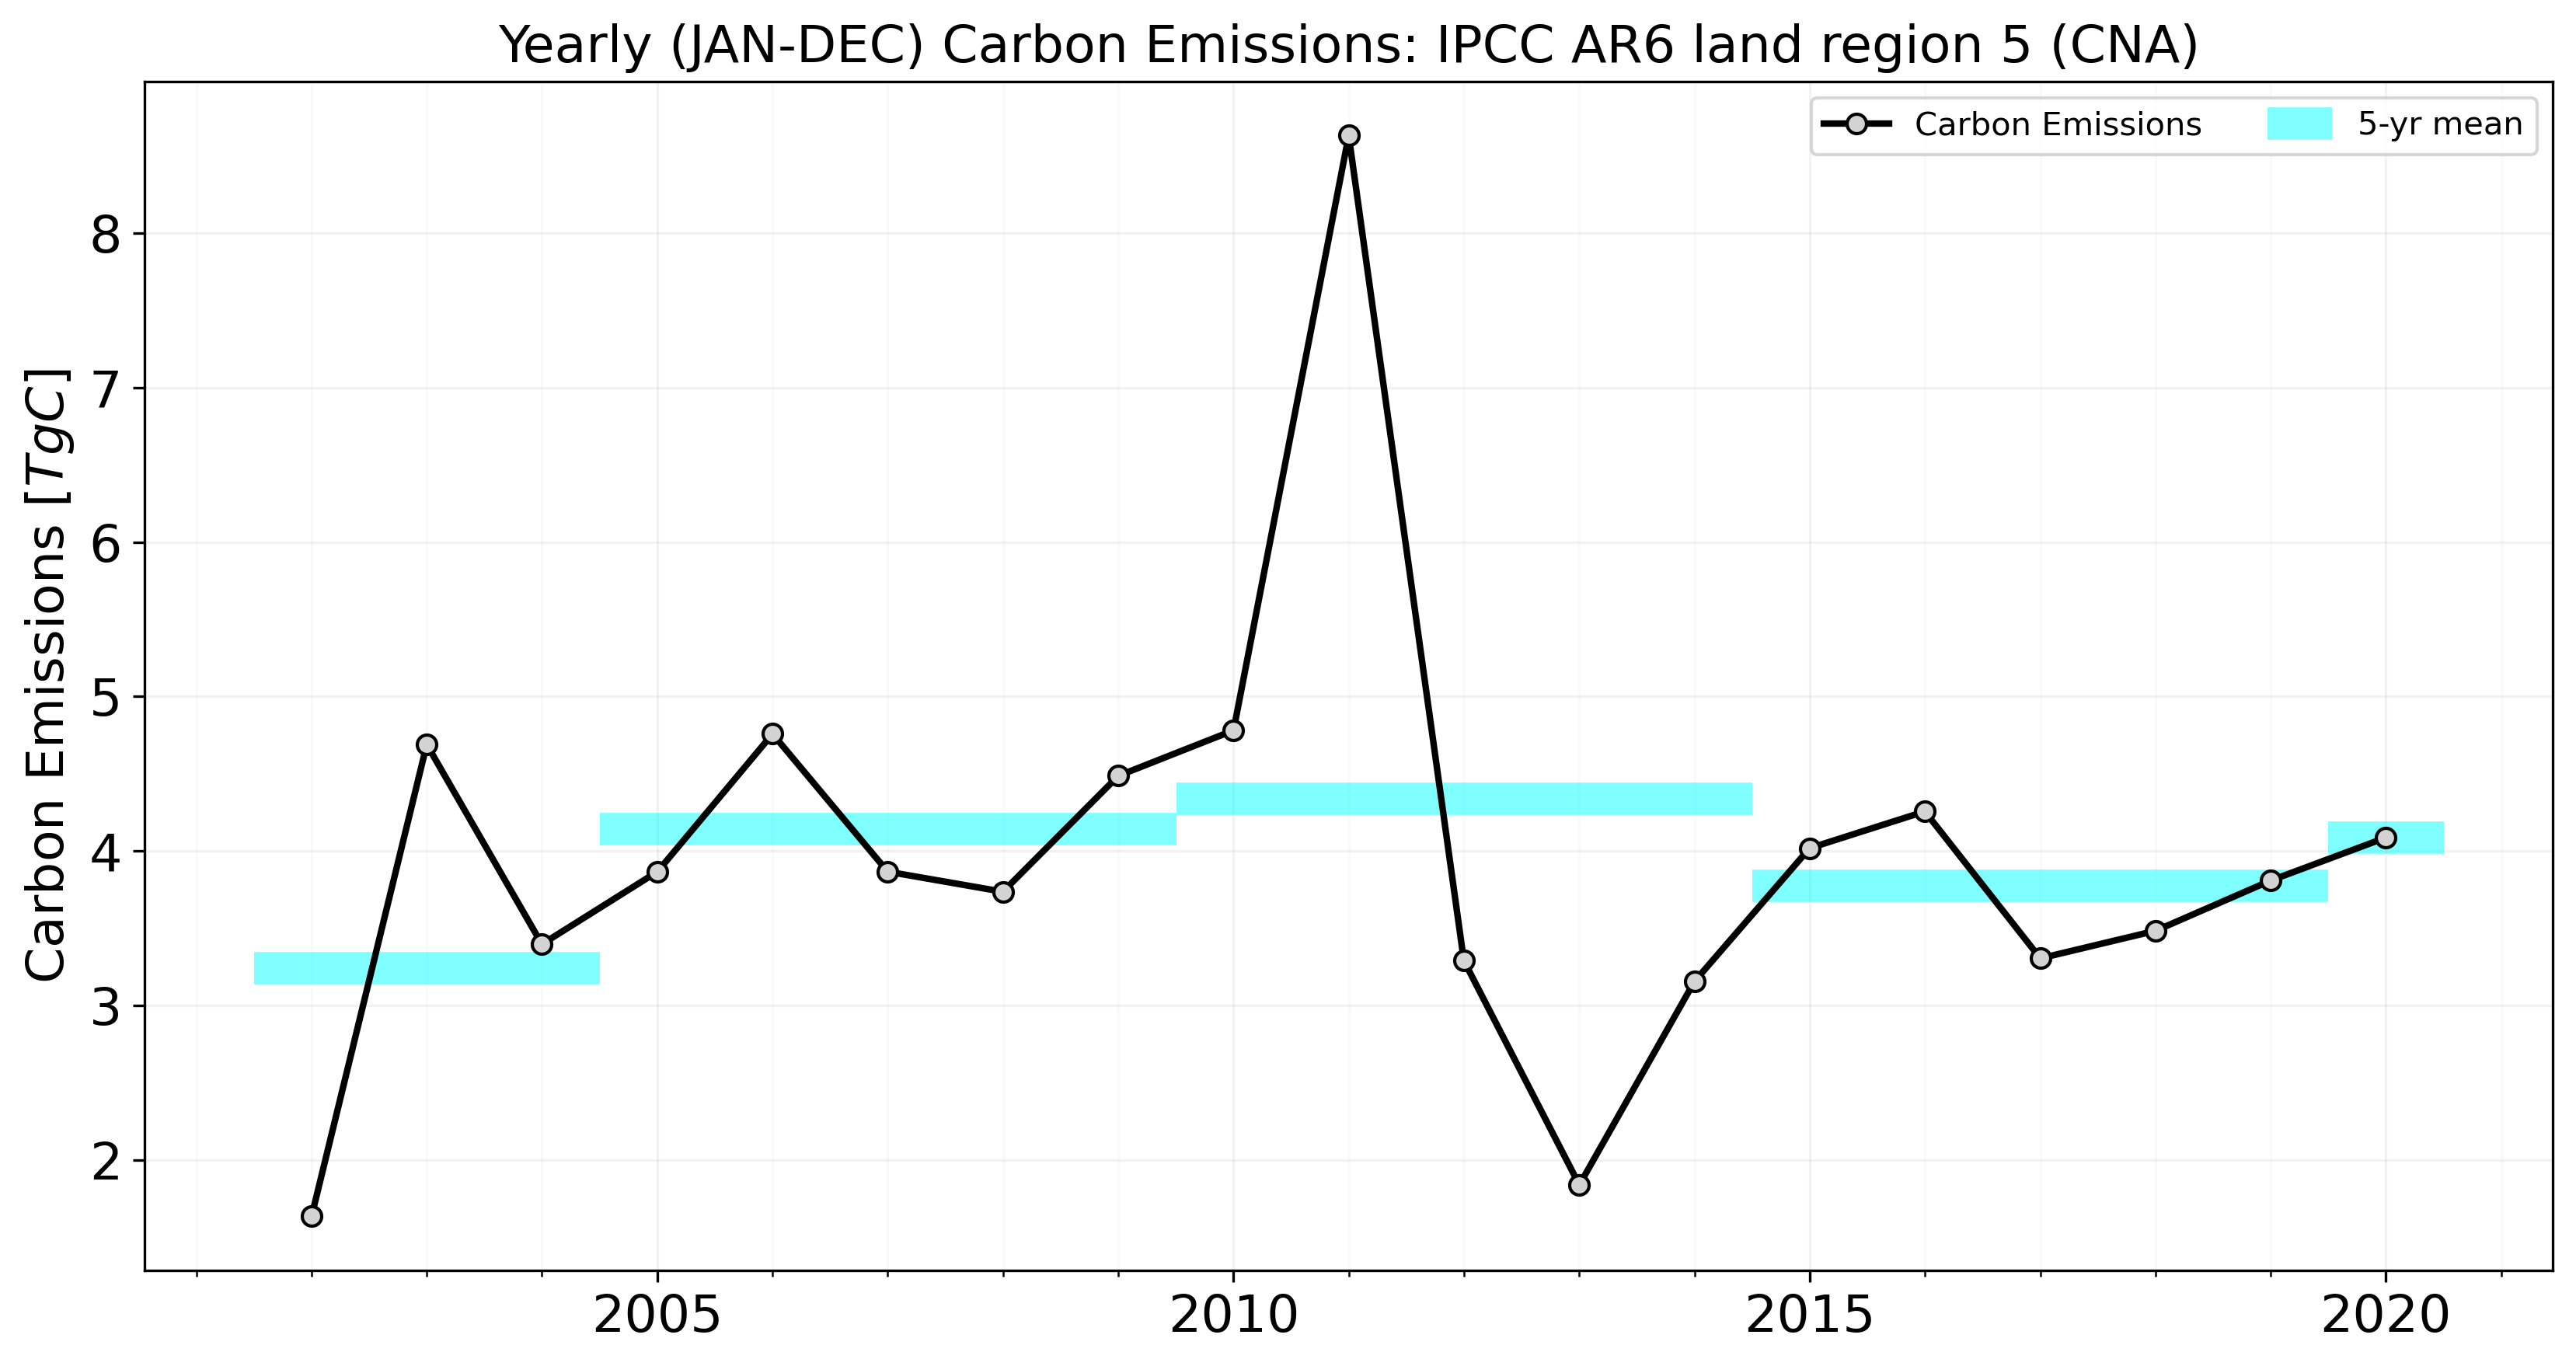 Yearly (JAN-DEC) Carbon Emissions: IPCC AR6 land region 5 (CNA)
Carbon Emissions
5-yr mean
Carbon Emissions [TgC]
8
7
6
5
4
3
2
2005
2010
2015
2020